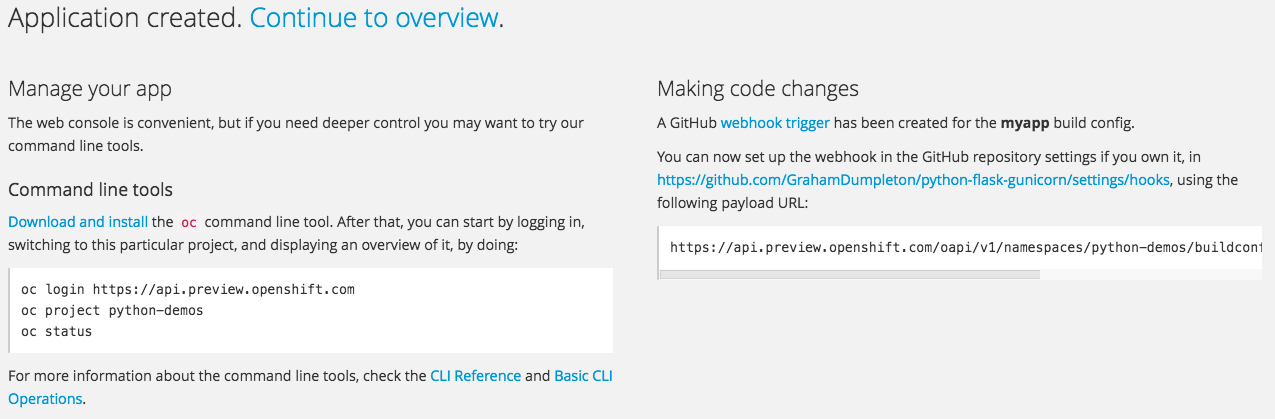 Application created. Continue to overview.
Manage your app
The web console is convenient, but if you need deeper control you may want to try our
command line tools.
Command line tools
Download and install the oc command line tool. After that, you can start by logging in,
switching to this particular project, and displaying an overview of it, by doing:
oc login https://api.preview.openshift.com
oc project python-demos
oc status
For more information about the command line tools, check the CLI Reference and Basic CLI
Operations.
Making code changes
A GitHub webhook trigger has been created for the myapp build config.
You can now set up the webhook in the GitHub repository settings if you own it, in
https://github.com/GrahamDumpleton/python-flask-gunicorn/settings/hooks, using the
following payload URL:
https://api.preview.openshift.com/oapi/v1/namespaces/python-demos/buildconf